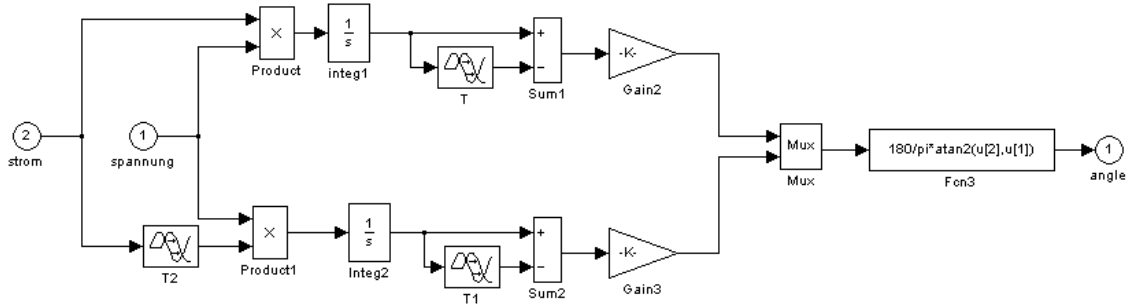 ×
Product
1
s
integ1
+
−
Sum1
T
-K-
Gain2
2
strom
1
spannung
Mux
Mux
180/pi*atan2(u[2],u[1])
Fcn3
1
angle
T2
×
Product1
1
s
Integ2
T1
+
−
Sum2
-K-
Gain3